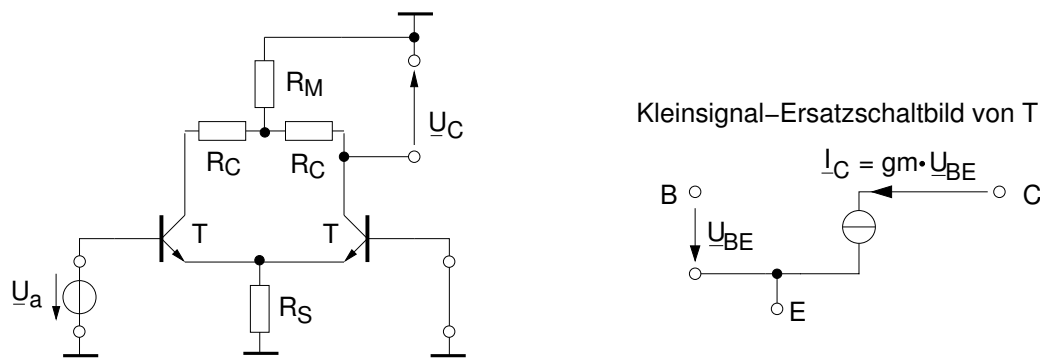 R_M
R_C R_C
U_C
T T
U_a
R_S
Kleinsignal–Ersatzschaltbild von T
I_C = gm•U_BE
B C
U_BE
E